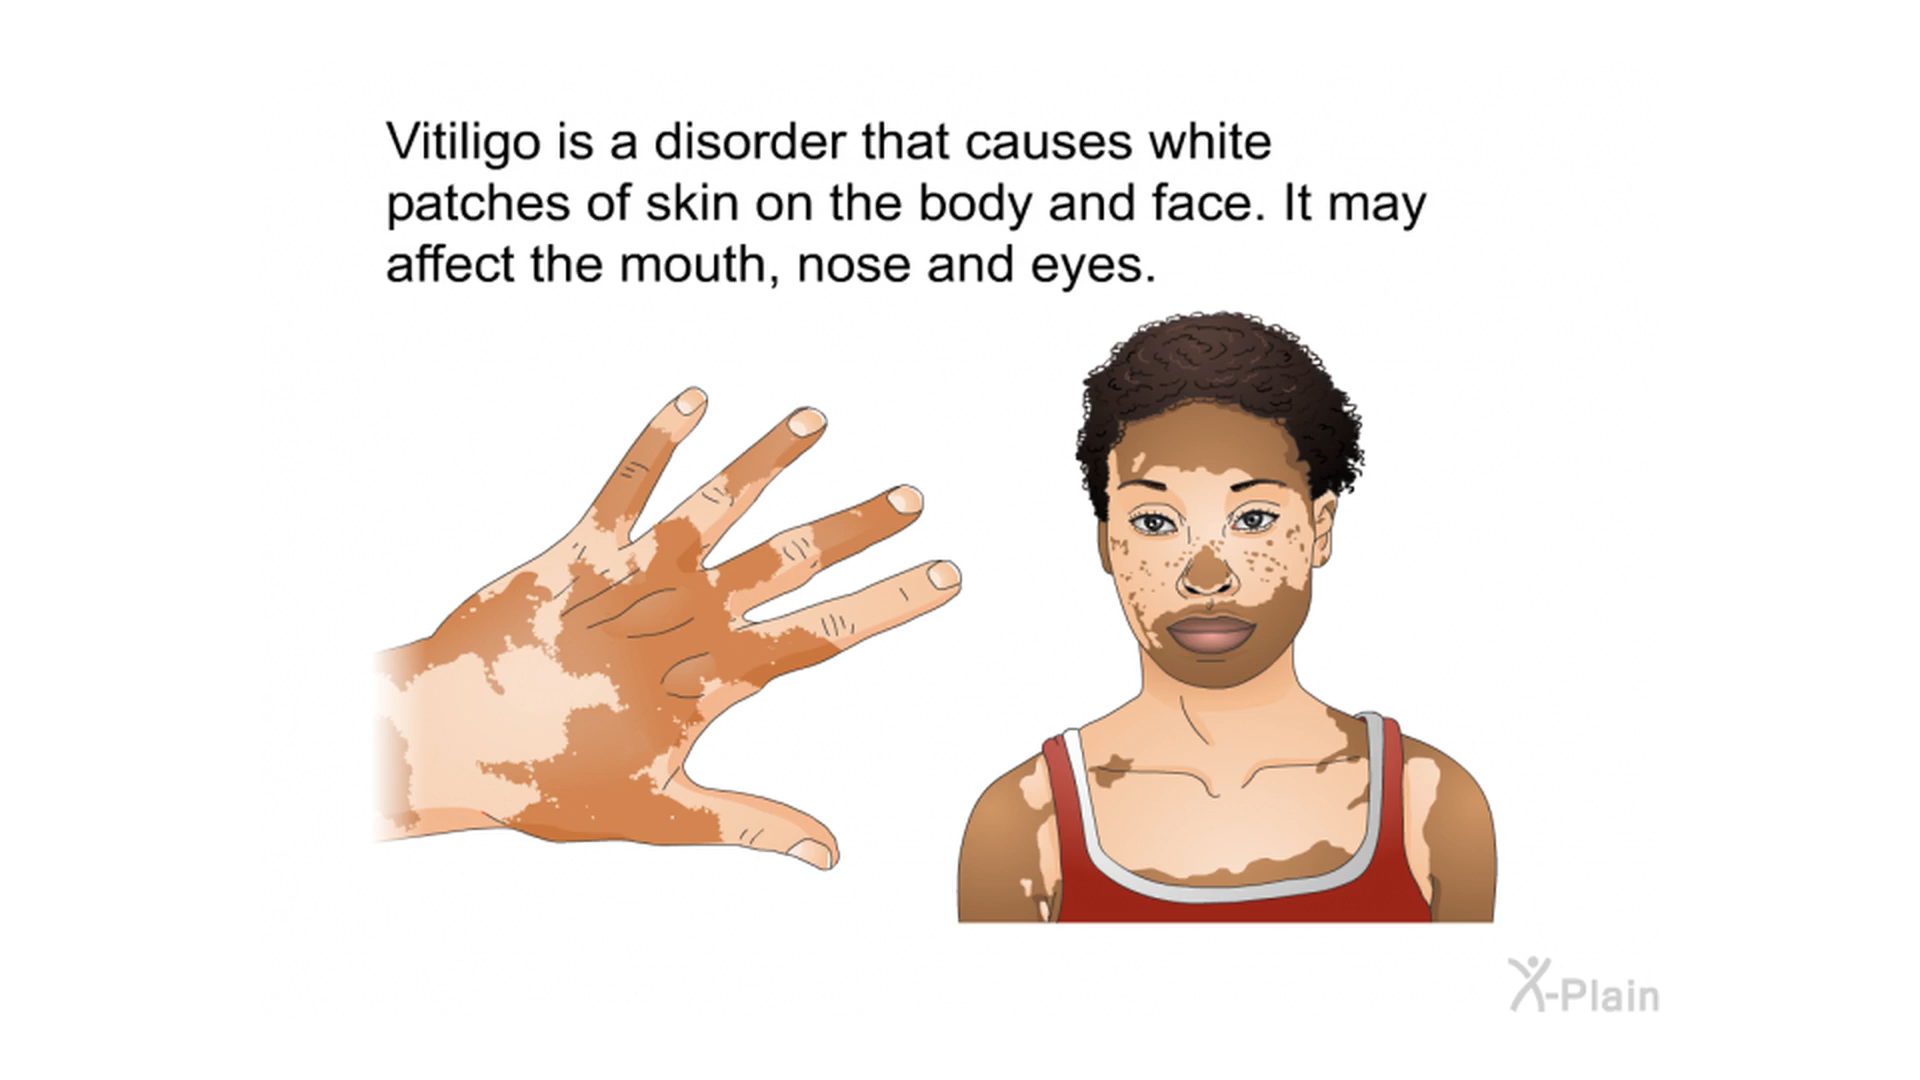 Vitiligo is a disorder that causes white
patches of skin on the body and face. It may
affect the mouth, nose and eyes.
X-Plain